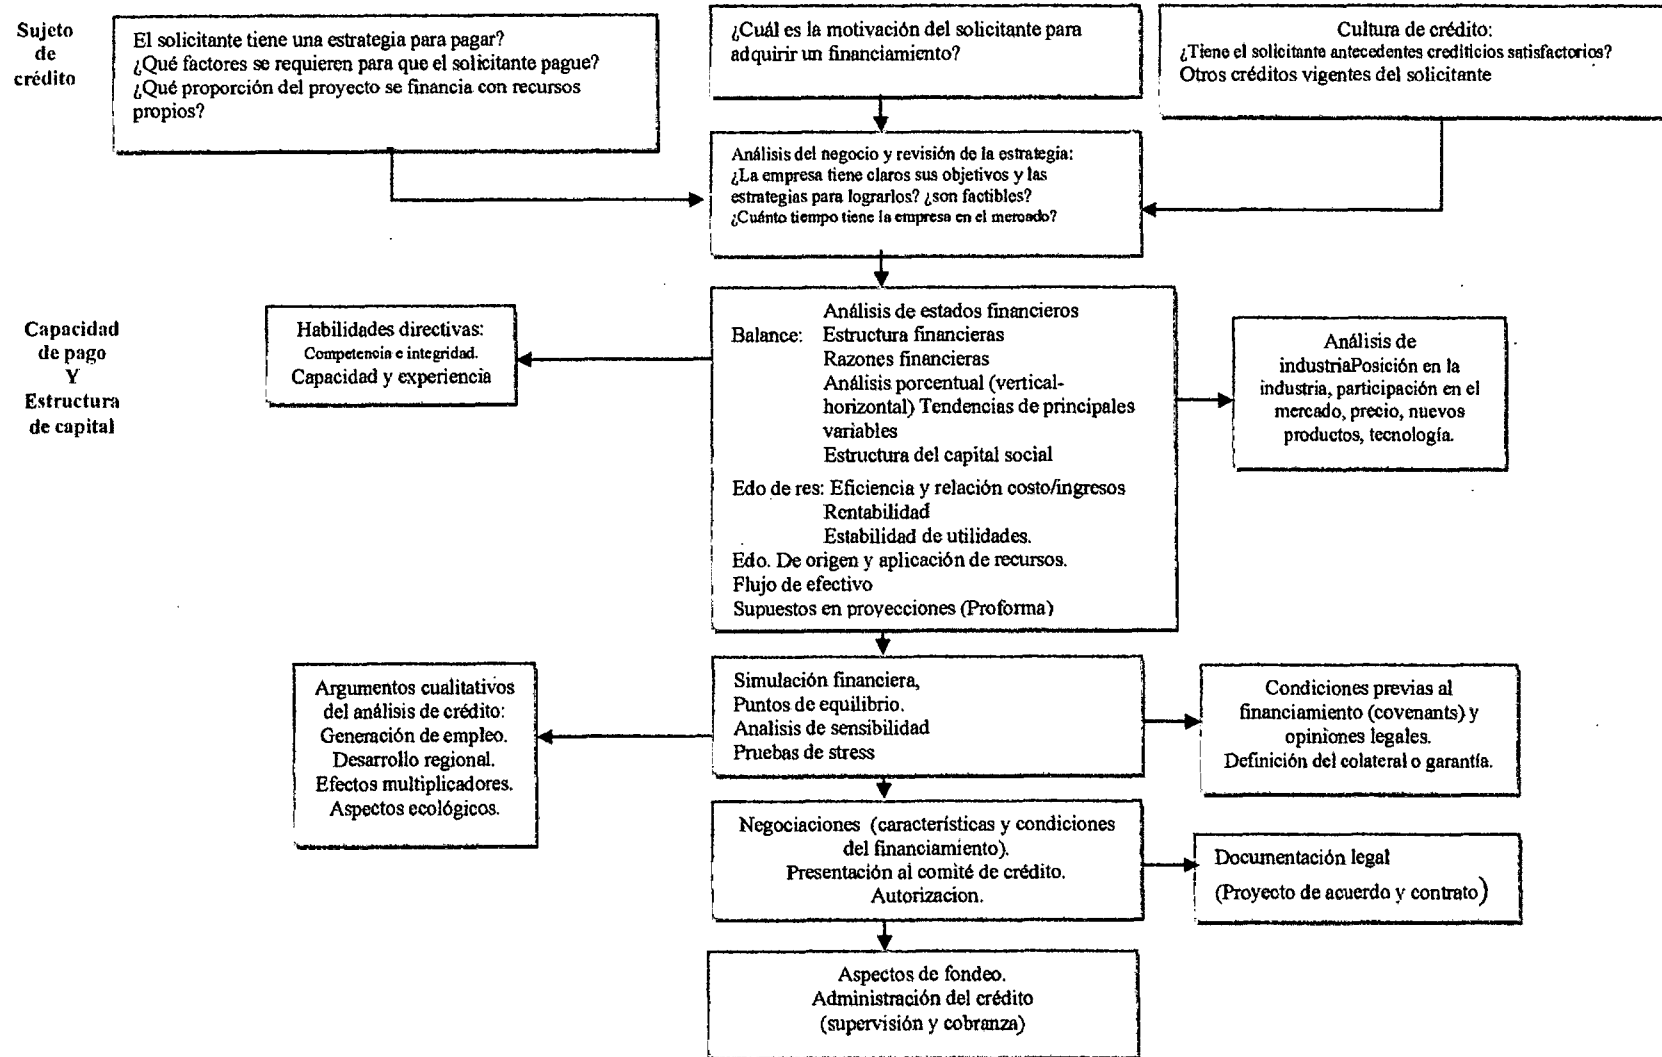 Sujeto
de
crédito
El solicitante tiene una estrategia para pagar?
¿Qué factores se requieren para que el solicitante pague?
¿Qué proporción del proyecto se financia con recursos
propios?
¿Cuál es la motivación del solicitante para
adquirir un financiamiento?
Cultura de crédito:
¿Tiene el solicitante antecedentes crediticios satisfactorios?
Otros créditos vigentes del solicitante
Análisis del negocio y revisión de la estrategia:
¿La empresa tiene claros sus objetivos y las
estrategias para lograrlos? ¿son factibles?
¿Cuánto tiempo tiene la empresa en el mercado?
Capacidad
de pago
Y
Estructura
de capital
Habilidades directivas:
Competencia e integridad.
Capacidad y experiencia
Análisis de estados financieros
Balance: Estructura financieras
Razones financieras
Análisis porcentual (vertical-
horizontal) Tendencias de principales
variables
Estructura del capital social
Edo de res: Eficiencia y relación costo/ingresos
Rentabilidad
Estabilidad de utilidades.
Edo. De origen y aplicación de recursos.
Flujo de efectivo
Supuestos en proyecciones (Proforma)
Análisis de
industriaPosición en la
industria, participación en el
mercado, precio, nuevos
productos, tecnología.
Argumentos cualitativos
del análisis de crédito:
Generación de empleo.
Desarrollo regional.
Efectos multiplicadores.
Aspectos ecológicos.
Simulación financiera,
Puntos de equilibrio.
Analisis de sensibilidad
Pruebas de stress
Condiciones previas al
financiamiento (covenants) y
opiniones legales.
Definición del colateral o garantía.
Negociaciones (características y condiciones
del financiamiento).
Presentación al comité de crédito.
Autorizacion.
Documentación legal
(Proyecto de acuerdo y contrato)
Aspectos de fondeo.
Administración del crédito
(supervisión y cobranza)